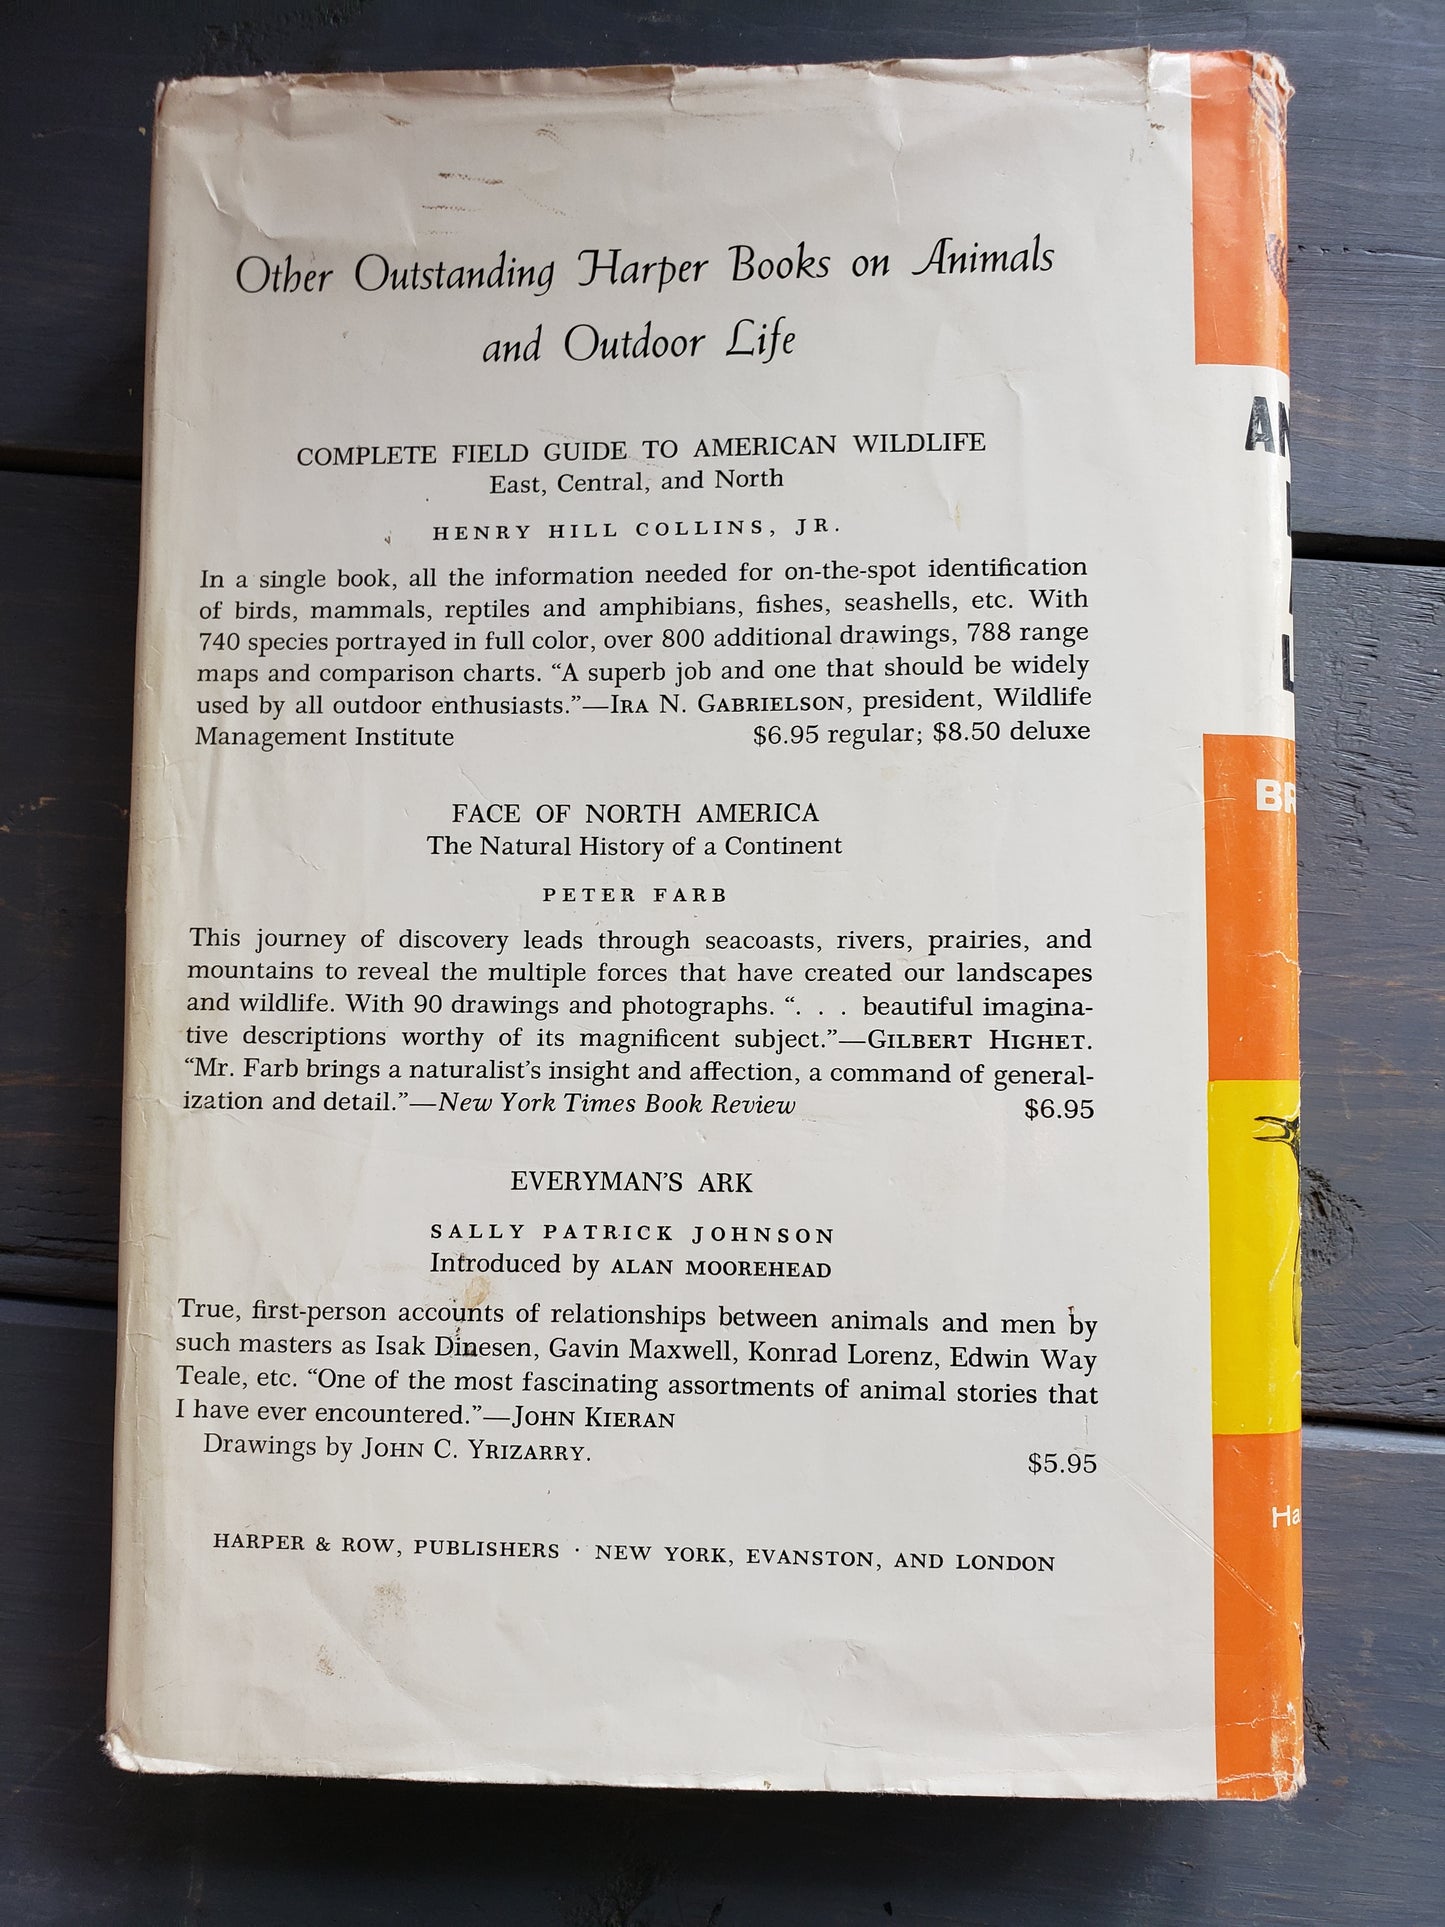 Other Outstanding Harper Books on Animals
and Outdoor Life
COMPLETE FIELD GUIDE TO AMERICAN WILDLIFE
East, Central, and North
HENRY HILL COLLINS, JR.
In a single book, all the information needed for on-the-spot identification
of birds, mammals, reptiles and amphibians, fishes, seashells, etc. With
740 species portrayed in full color, over 800 additional drawings, 788 range
maps and comparison charts. “A superb job and one that should be widely
used by all outdoor enthusiasts.”—IRA N. GABRIELSON, president, Wildlife
Management Institute $6.95 regular; $8.50 deluxe
FACE OF NORTH AMERICA
The Natural History of a Continent
PETER FARB
This journey of discovery leads through seacoasts, rivers, prairies, and
mountains to reveal the multiple forces that have created our landscapes
and wildlife. With 90 drawings and photographs. “. . . beautiful imagina-
tive descriptions worthy of its magnificent subject.”—GILBERT HIGHET.
“Mr. Farb brings a naturalist’s insight and affection, a command of general-
ization and detail.”—New York Times Book Review $6.95
EVERYMAN’S ARK
SALLY PATRICK JOHNSON
Introduced by ALAN MOOREHEAD
True, first-person accounts of relationships between animals and men by
such masters as Isak Dinesen, Gavin Maxwell, Konrad Lorenz, Edwin Way
Teale, etc. “One of the most fascinating assortments of animal stories that
I have ever encountered.”—JOHN KIERAN
Drawings by JOHN C. YRIZARRY. $5.95
HARPER & ROW, PUBLISHERS · NEW YORK, EVANSTON, AND LONDON
AN
L
BR
Ha